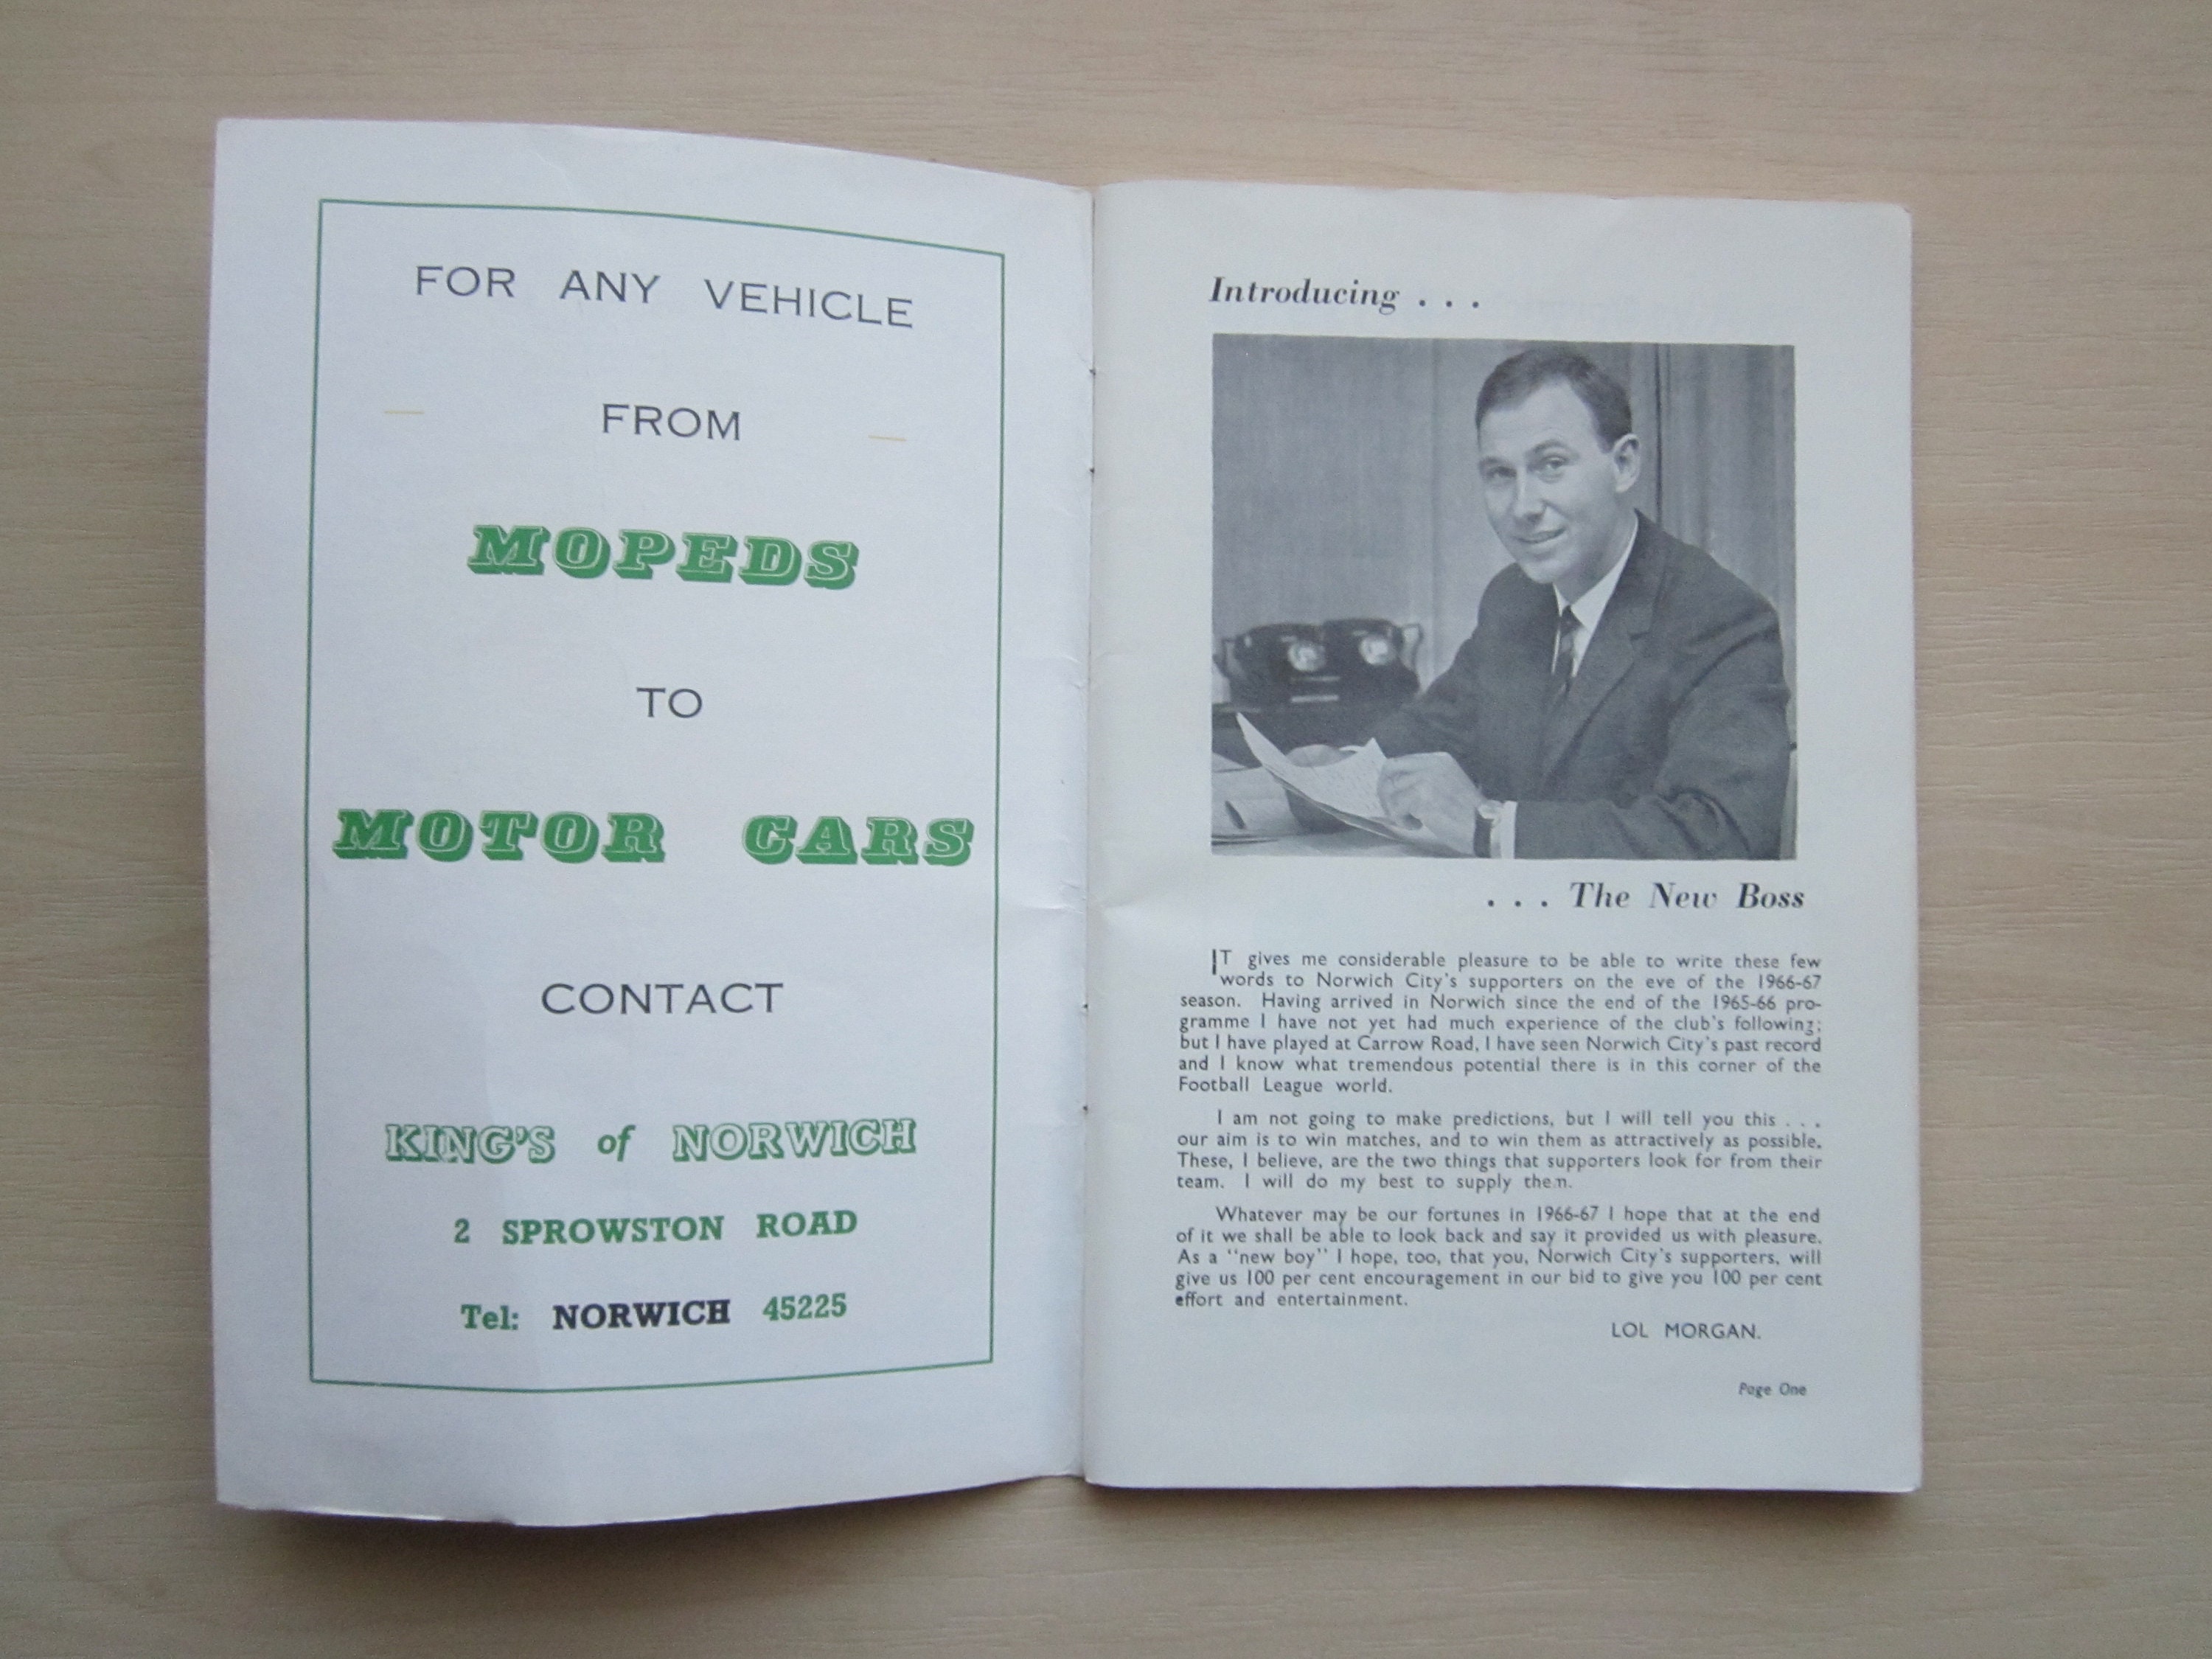 FOR ANY VEHICLE
FROM
MOPEDS
TO
MOTOR CARS
CONTACT
KING'S of NORWICH
2 SPROWSTON ROAD
Tel: NORWICH 45225
Introducing . . .
. . . The New Boss
IT gives me considerable pleasure to be able to write these few
words to Norwich City's supporters on the eve of the 1966-67
season. Having arrived in Norwich since the end of the 1965-66 pro-
gramme I have not yet had much experience of the club's following;
but I have played at Carrow Road, I have seen Norwich City's past record
and I know what tremendous potential there is in this corner of the
Football League world.
I am not going to make predictions, but I will tell you this . . .
our aim is to win matches, and to win them as attractively as possible.
These, I believe, are the two things that supporters look for from their
team. I will do my best to supply them.
Whatever may be our fortunes in 1966-67 I hope that at the end
of it we shall be able to look back and say it provided us with pleasure.
As a "new boy" I hope, too, that you, Norwich City's supporters, will
give us 100 per cent encouragement in our bid to give you 100 per cent
effort and entertainment.
LOL MORGAN.
Page One